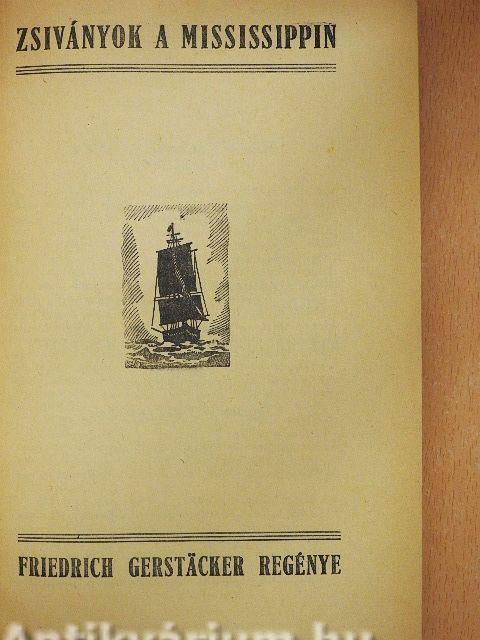 ZSIVÁNYOK A MISSISSIPPIN
FRIEDRICH GERSTÄCKER REGÉNYE
Antikvárium.hu